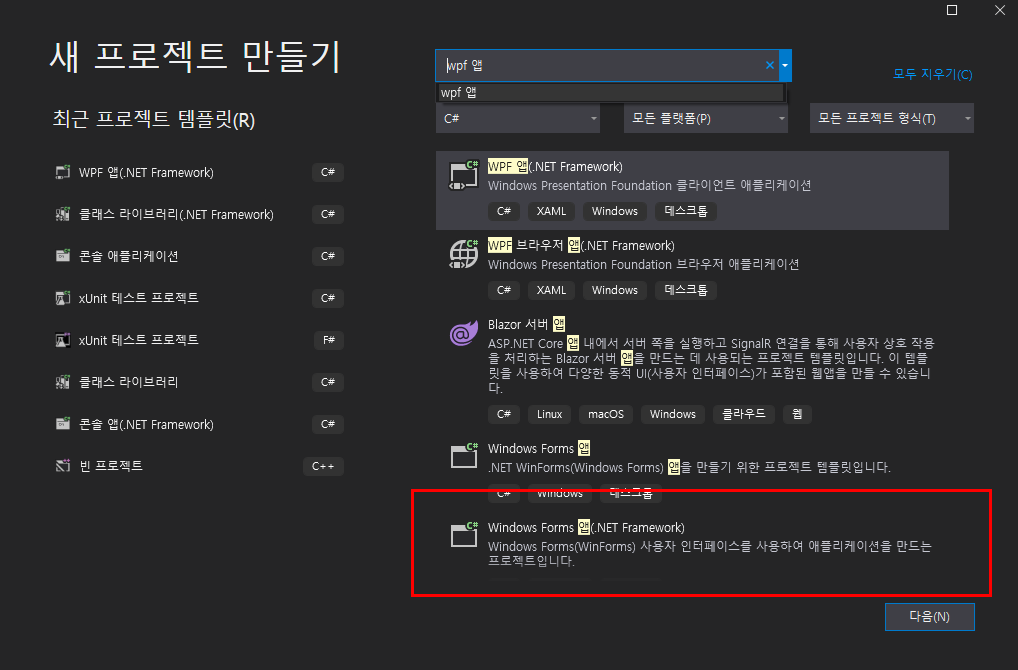 새 프로젝트 만들기
최근 프로젝트 템플릿(R)
WPF 앱(.NET Framework) C#
클래스 라이브러리(.NET Framework) C#
콘솔 애플리케이션 C#
xUnit 테스트 프로젝트 C#
xUnit 테스트 프로젝트 F#
클래스 라이브러리 C#
콘솔 앱(.NET Framework) C#
빈 프로젝트 C++
wpf 앱
모두 지우기(C)
wpf 앱
C# 모든 플랫폼(P) 모든 프로젝트 형식(T)
WPF 앱(.NET Framework)
Windows Presentation Foundation 클라이언트 애플리케이션
C# XAML Windows 데스크톱
WPF 브라우저 앱(.NET Framework)
Windows Presentation Foundation 브라우저 애플리케이션
C# XAML Windows 데스크톱
Blazor 서버 앱
ASP.NET Core 앱 내에서 서버 쪽을 실행하고 SignalR 연결을 통해 사용자 상호 작용
을 처리하는 Blazor 서버 앱을 만드는 데 사용되는 프로젝트 템플릿입니다. 이 템플
릿을 사용하여 다양한 동적 UI(사용자 인터페이스)가 포함된 웹앱을 만들 수 있습니
다.
C# Linux macOS Windows 클라우드 웹
Windows Forms 앱
.NET WinForms(Windows Forms) 앱을 만들기 위한 프로젝트 템플릿입니다.
C# Windows 데스크톱
Windows Forms 앱(.NET Framework)
Windows Forms(WinForms) 사용자 인터페이스를 사용하여 애플리케이션을 만드는
프로젝트입니다.
다음(N)